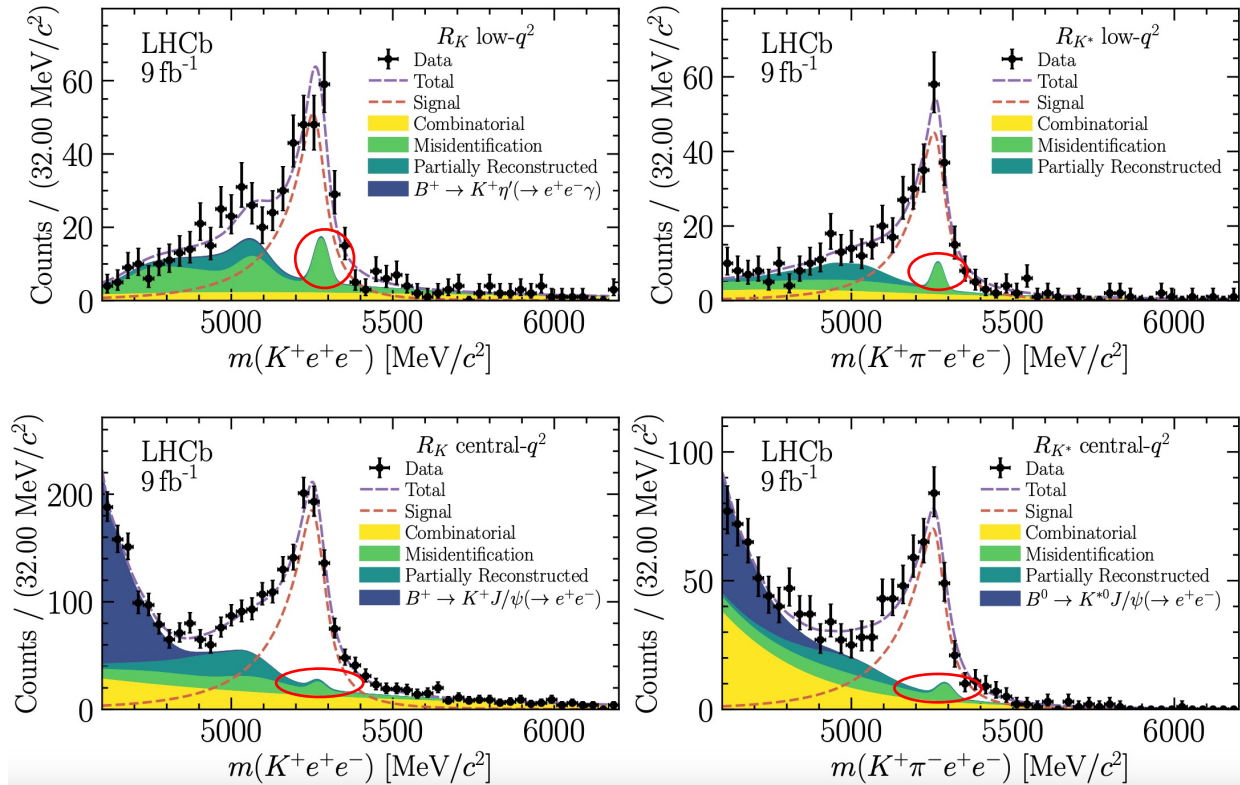 LHCb
9 fb⁻¹
R_K low-q²
Data
Total
Signal
Combinatorial
Misidentification
Partially Reconstructed
B⁺ → K⁺η′(→ e⁺e⁻γ)
Counts / (32.00 MeV/c²)
60
40
20
0
5000 5500 6000
m(K⁺e⁺e⁻) [MeV/c²]
LHCb
9 fb⁻¹
R_K* low-q²
Data
Total
Signal
Combinatorial
Misidentification
Partially Reconstructed
Counts / (32.00 MeV/c²)
60
40
20
0
5000 5500 6000
m(K⁺π⁻e⁺e⁻) [MeV/c²]
LHCb
9 fb⁻¹
R_K central-q²
Data
Total
Signal
Combinatorial
Misidentification
Partially Reconstructed
B⁺ → K⁺J/ψ(→ e⁺e⁻)
Counts / (32.00 MeV/c²)
200
100
0
5000 5500 6000
m(K⁺e⁺e⁻) [MeV/c²]
LHCb
9 fb⁻¹
R_K* central-q²
Data
Total
Signal
Combinatorial
Misidentification
Partially Reconstructed
B⁰ → K*⁰J/ψ(→ e⁺e⁻)
Counts / (32.00 MeV/c²)
100
50
0
5000 5500 6000
m(K⁺π⁻e⁺e⁻) [MeV/c²]